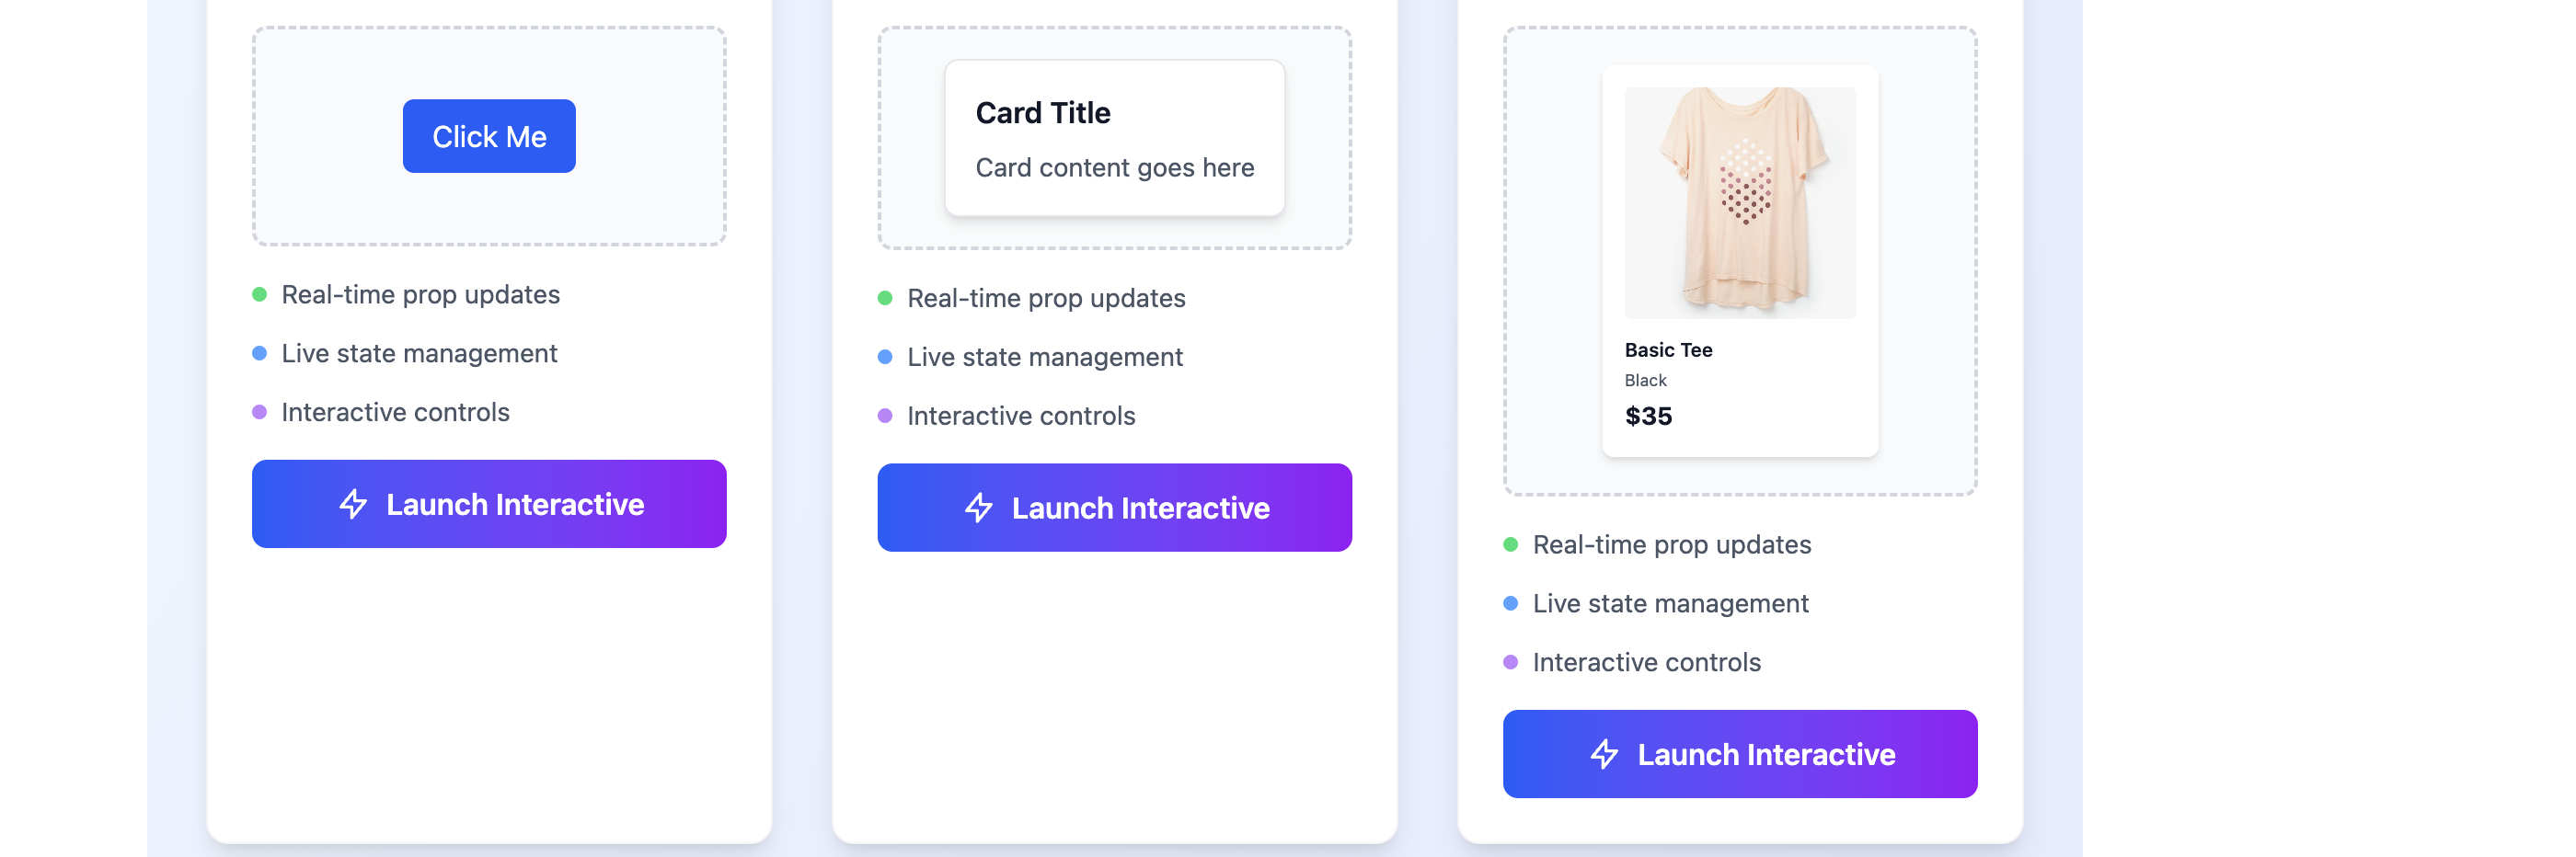 Click Me
Real-time prop updates
Live state management
Interactive controls
Launch Interactive
Card Title
Card content goes here
Real-time prop updates
Live state management
Interactive controls
Launch Interactive
Basic Tee
Black
$35
Real-time prop updates
Live state management
Interactive controls
Launch Interactive